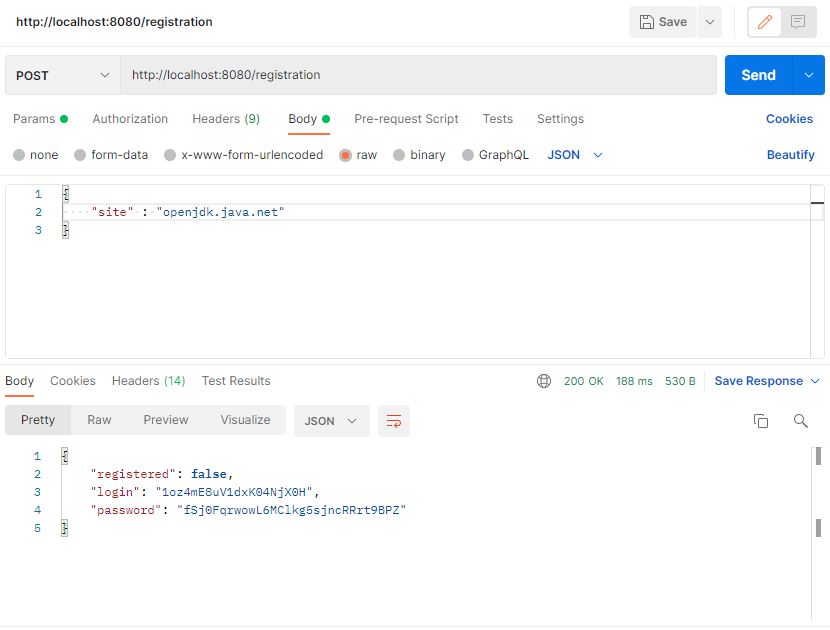 http://localhost:8080/registration Save
POST http://localhost:8080/registration Send
Params Authorization Headers (9) Body Pre-request Script Tests Settings Cookies
none form-data x-www-form-urlencoded raw binary GraphQL JSON Beautify
1 {
2 "site" : "openjdk.java.net"
3 }
Body Cookies Headers (14) Test Results 200 OK 188 ms 530 B Save Response
Pretty Raw Preview Visualize JSON
1 {
2 "registered": false,
3 "login": "1oz4mE8uV1dxK04NjX0H",
4 "password": "fSj0FqrwowL6MClkg5sjncRRrt9BPZ"
5 }